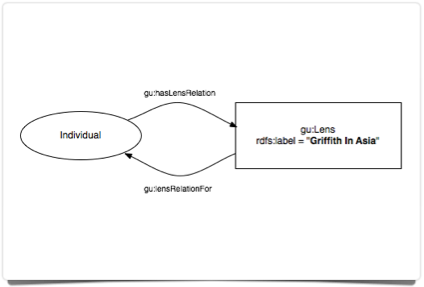 gu:hasLensRelation
Individual
gu:Lens
rdfs:label = "Griffith In Asia"
gu:lensRelationFor